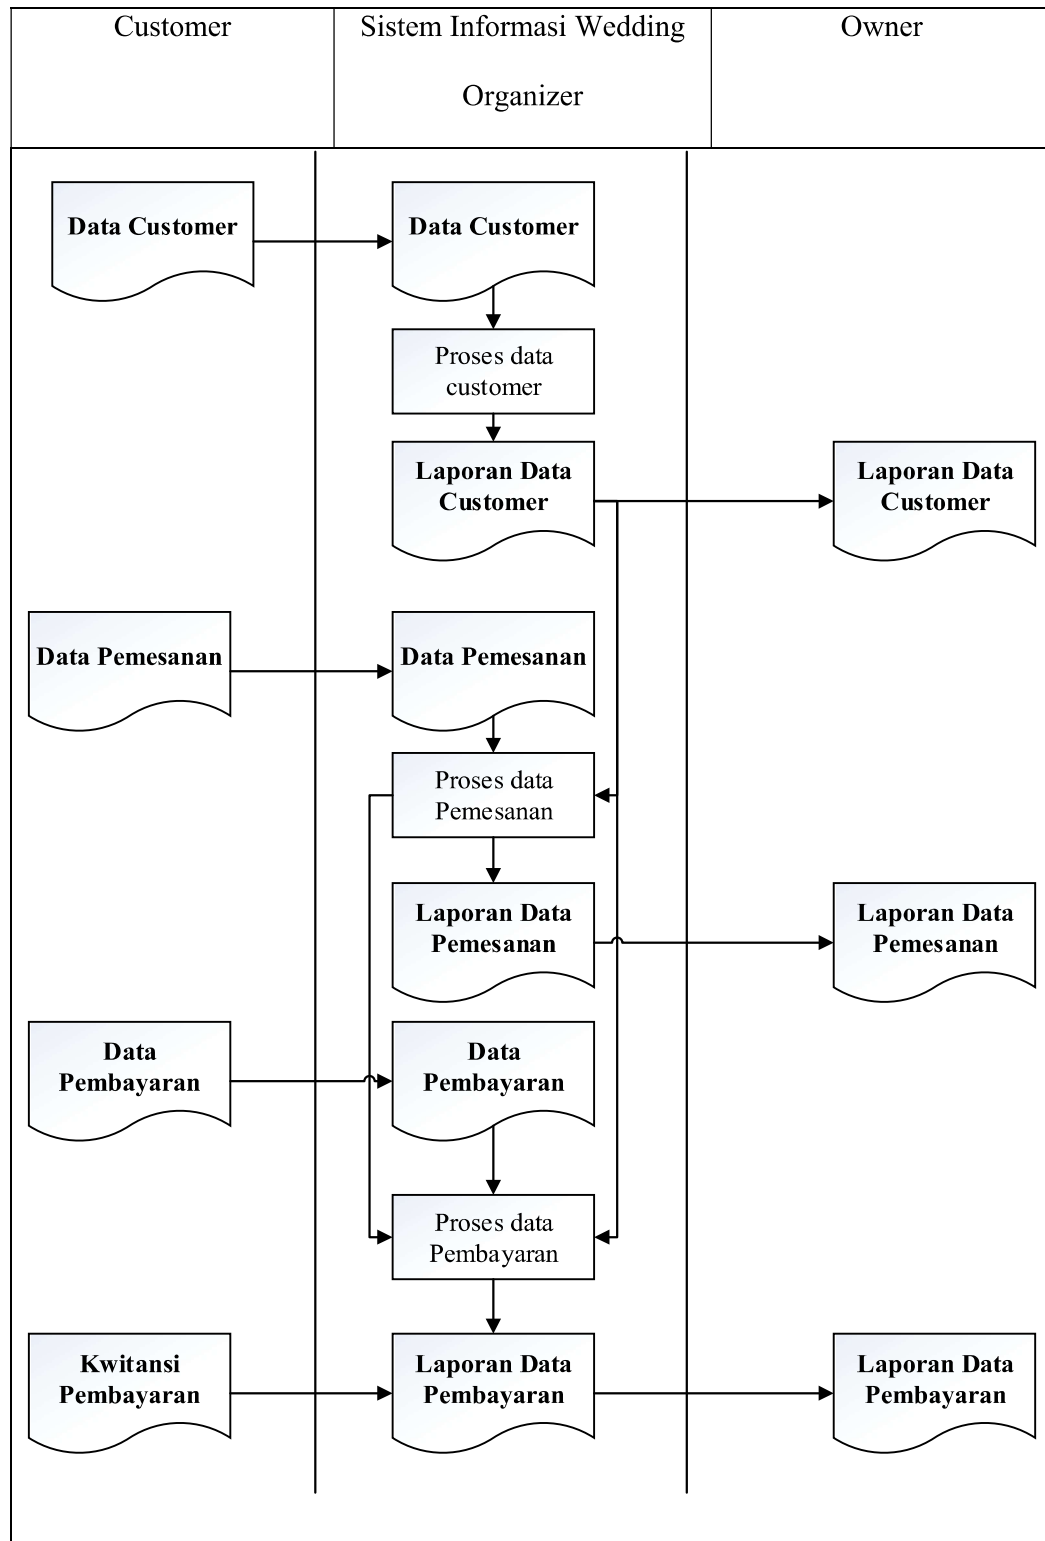 Customer
Sistem Informasi Wedding
Organizer
Owner
Data Customer
Data Customer
Proses data
customer
Laporan Data
Customer
Laporan Data
Customer
Data Pemesanan
Data Pemesanan
Proses data
Pemesanan
Laporan Data
Pemesanan
Laporan Data
Pemesanan
Data
Pembayaran
Data
Pembayaran
Proses data
Pembayaran
Kwitansi
Pembayaran
Laporan Data
Pembayaran
Laporan Data
Pembayaran